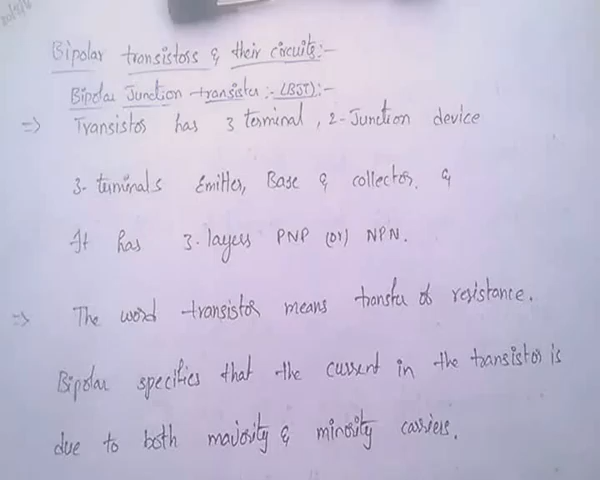 Bipolar transistors & their circuits:-
Bipolar Junction transister:- (BJT):-
=> Transistor has 3 terminal, 2-Junction device
3-terminals Emitter, Base & collector. &
It has 3-layers PNP (or) NPN.
=> The word transistor means transfer of resistance.
Bipolar specifies that the current in the transistor is
due to both majority & minority carriers.